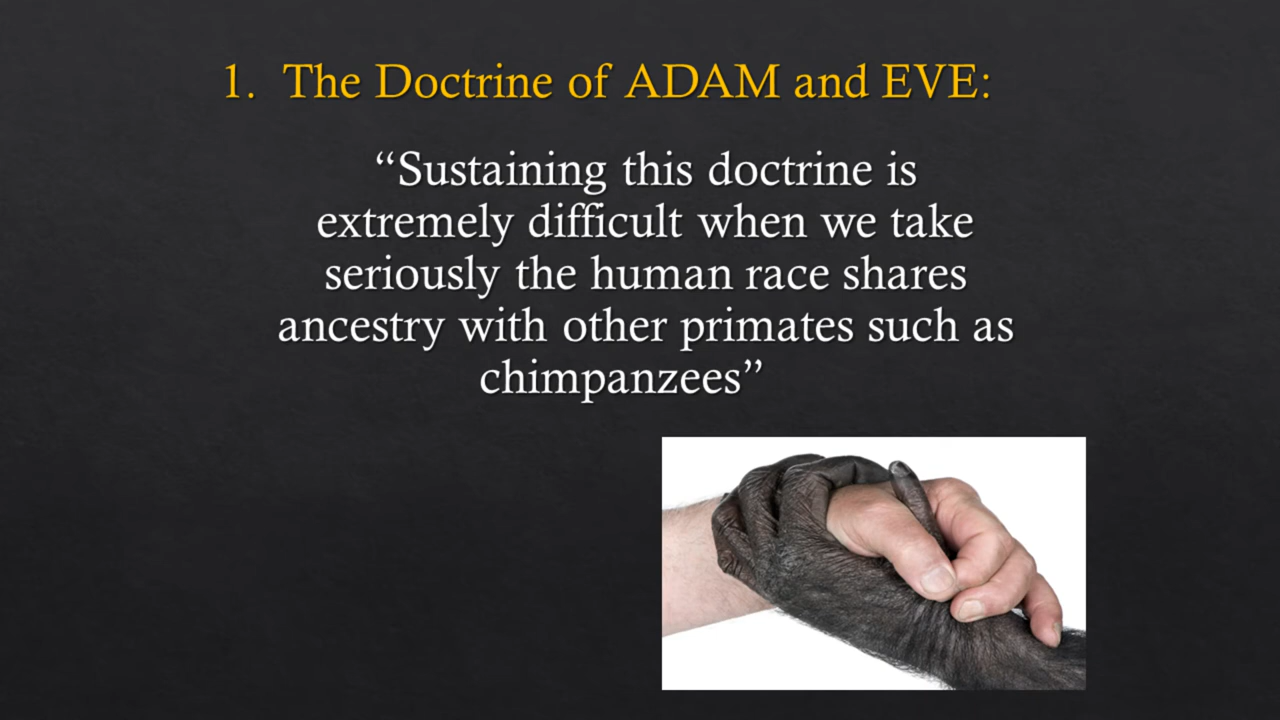 1. The Doctrine of ADAM and EVE:
“Sustaining this doctrine is
extremely difficult when we take
seriously the human race shares
ancestry with other primates such as
chimpanzees”